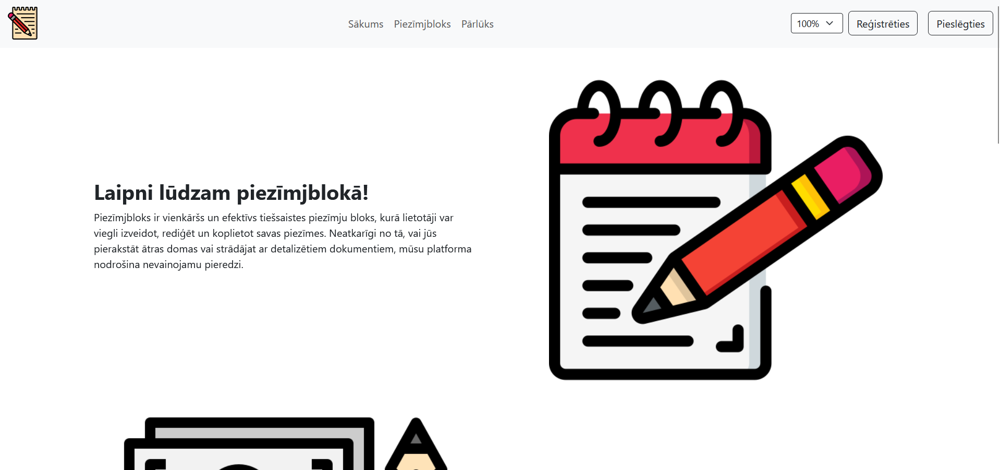 Sākums Piezīmjbloks Pārlūks 100% Reģistrēties Pieslēgties
Laipni lūdzam piezīmjblokā!
Piezīmjbloks ir vienkāršs un efektīvs tiešsaistes piezīmju bloks, kurā lietotāji var
viegli izveidot, rediģēt un koplietot savas piezīmes. Neatkarīgi no tā, vai jūs
pierakstāt ātras domas vai strādājat ar detalizētiem dokumentiem, mūsu platforma
nodrošina nevainojamu pieredzi.